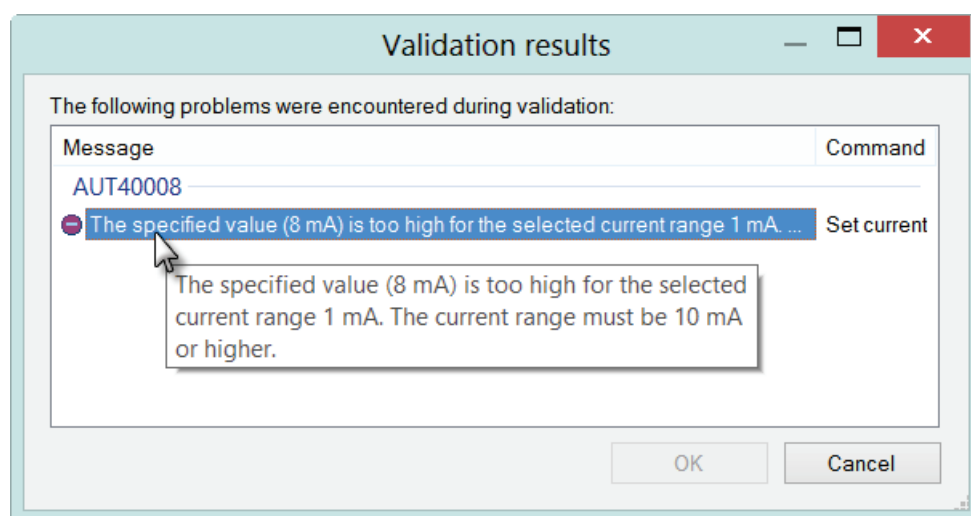 Validation results
The following problems were encountered during validation:
Message Command
AUT40008
The specified value (8 mA) is too high for the selected current range 1 mA. ... Set current
The specified value (8 mA) is too high for the selected
current range 1 mA. The current range must be 10 mA
or higher.
OK Cancel